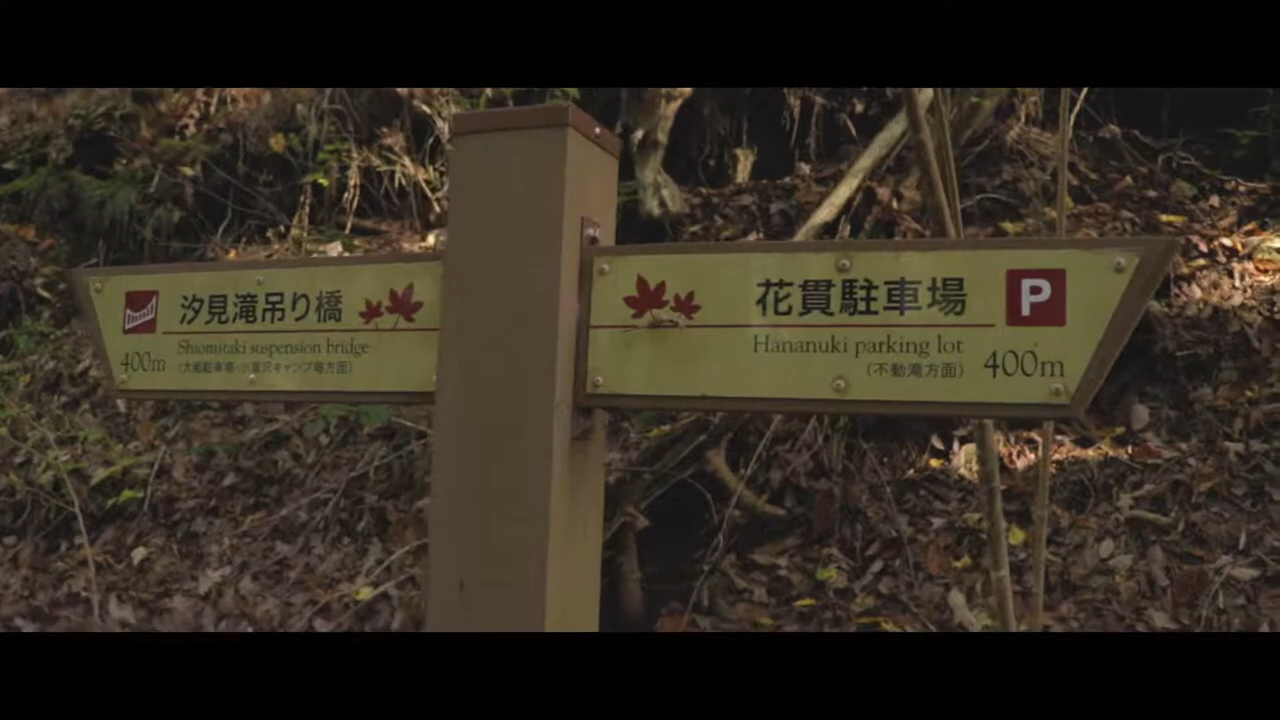 汐見滝吊り橋
Shiomitaki suspension bridge
400m
(大能駐車場・小滝沢キャンプ場方面)
花貫駐車場
P
Hananuki parking lot
(不動滝方面)
400m